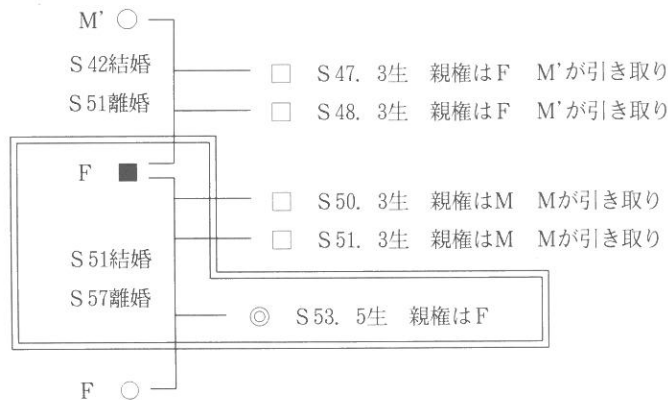 M’
S42結婚
S47. 3生 親権はF M’が引き取り
S51離婚
S48. 3生 親権はF M’が引き取り
F
S50. 3生 親権はM Mが引き取り
S51. 3生 親権はM Mが引き取り
S51結婚
S57離婚
S53. 5生 親権はF
F